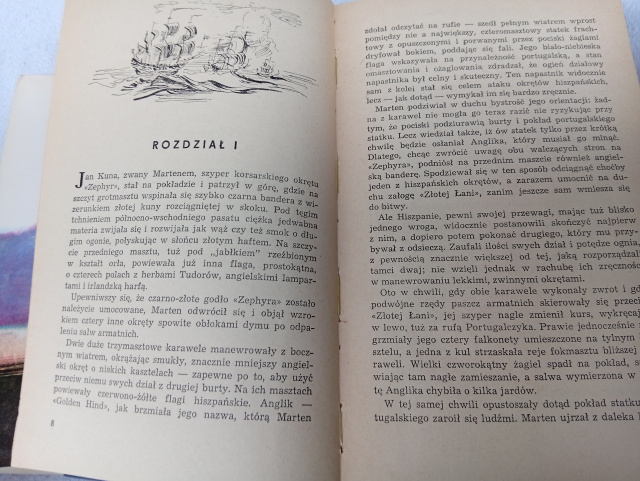 ROZDZIAŁ I
Jan Kuna, zwany Martenem, szyper korsarskiego okrętu
«Zephyr», stał na pokładzie i patrzył w górę, gdzie na
szczyt grotmasztu wspinała się szybko czarna bandera z wi-
zerunkiem złotej kuny rozciągniętej w skoku. Pod tęgim
tchnieniem północno-wschodniego pasatu ciężka jedwabna
materia zwijała się i rozwijała jak wąż czy też smok o dłu-
gim ogonie, połyskując w słońcu złotym haftem. Na szczy-
cie przedniego masztu, tuż pod „jabłkiem” rzeźbionym
w kształt orła, powiewała już inna flaga, prostokątna,
o czterech polach z herbami Tudorów, angielskimi lampar-
tami i irlandzką harfą.
Upewniwszy się, że czarno-złote godło «Zephyra» zostało
należycie umocowane, Marten odwrócił się i objął wzro-
kiem cztery inne okręty spowite obłokami dymu po odpa-
leniu salw armatnich.
Dwie duże trzymasztowe karawele manewrowały z bocz-
nym wiatrem, okrążając smukły, znacznie mniejszy angiel-
ski okręt o niskich kasztelach — zapewne po to, aby użyć
przeciw niemu swych dział z drugiej burty. Na ich masztach
powiewały czerwono-żółte flagi hiszpańskie. Anglik —
«Golden Hind», jak brzmiała jego nazwa, którą Marten
8
zdołał odczytać na rufie — szedł pełnym wiatrem wprost
pomiędzy nie a największy, czteromasztowy statek frach-
towy z opuszczonymi i porwanymi przez pociski żaglami
dryfował bokiem, poddając się fali. Jego biało-niebieska
flaga wskazywała na przynależność portugalską, a stan
omasztowania i ożaglowania zdradzał, że ogień działowy
napastnika był celny i skuteczny. Ten napastnik widocznie
sam z kolei stał się celem ataku okrętów hiszpańskich,
lecz — jak dotąd — wymykał im się bardzo zręcznie.
Marten podziwiał w duchu bystrość jego orientacji: żad-
na z karawel nie mogła go teraz razić nie ryzykując przy
tym, że pociski podziurawią burty i pokład portugalskiego
statku. Lecz wiedział także, iż ów statek tylko przez krótką
chwilę będzie osłaniać Anglika, który musiał go minąć.
Dlatego, chcąc zwrócić uwagę obu walczących stron na
«Zephyra», podniósł na przednim maszcie również angiel-
ską banderę. Spodziewał się w ten sposób odciągnąć choćby
jeden z hiszpańskich okrętów, a zarazem umocnić na du-
chu załogę «Złotej Łani», zanim jeszcze sam wmiesza się
do bitwy.
Ale Hiszpanie, pewni swojej przewagi, mając tuż blisko
jednego wroga, widocznie postanowili skończyć najpierw
z nim, a dopiero potem pokonać drugiego, który mu przy-
bywał z odsieczą. Zaufali ilości swych dział i potędze ognia,
z pewnością znacznie większej od tej, jaką rozporządzali
tamci dwaj; nie wzięli jednak w rachubę ich zręczności
w manewrowaniu lekkimi, zwinnymi okrętami.
Oto w chwili, gdy obie karawele wykonały zwrot i gdy
podwójne rzędy paszcz armatnich skierowały się przeciw
«Złotej Łani», jej szyper nagle zmienił kurs, wykręcając
w lewo, tuż za rufą Portugalczyka. Prawie jednocześnie
grzmiały jego cztery falkonety umieszczone na tylnym
sztelu, a jedna z kul strzaskała reje fokmasztu bliższej
raweli. Wielki czworokątny żagiel spadł na pokład,
wiając tam nagłe zamieszanie, a salwa wymierzona w
tę Anglika chybiła o kilka jardów.
W tej samej chwili opustoszały dotąd pokład statku
tugalskiego zaroił się ludźmi. Marten ujrzał z daleka